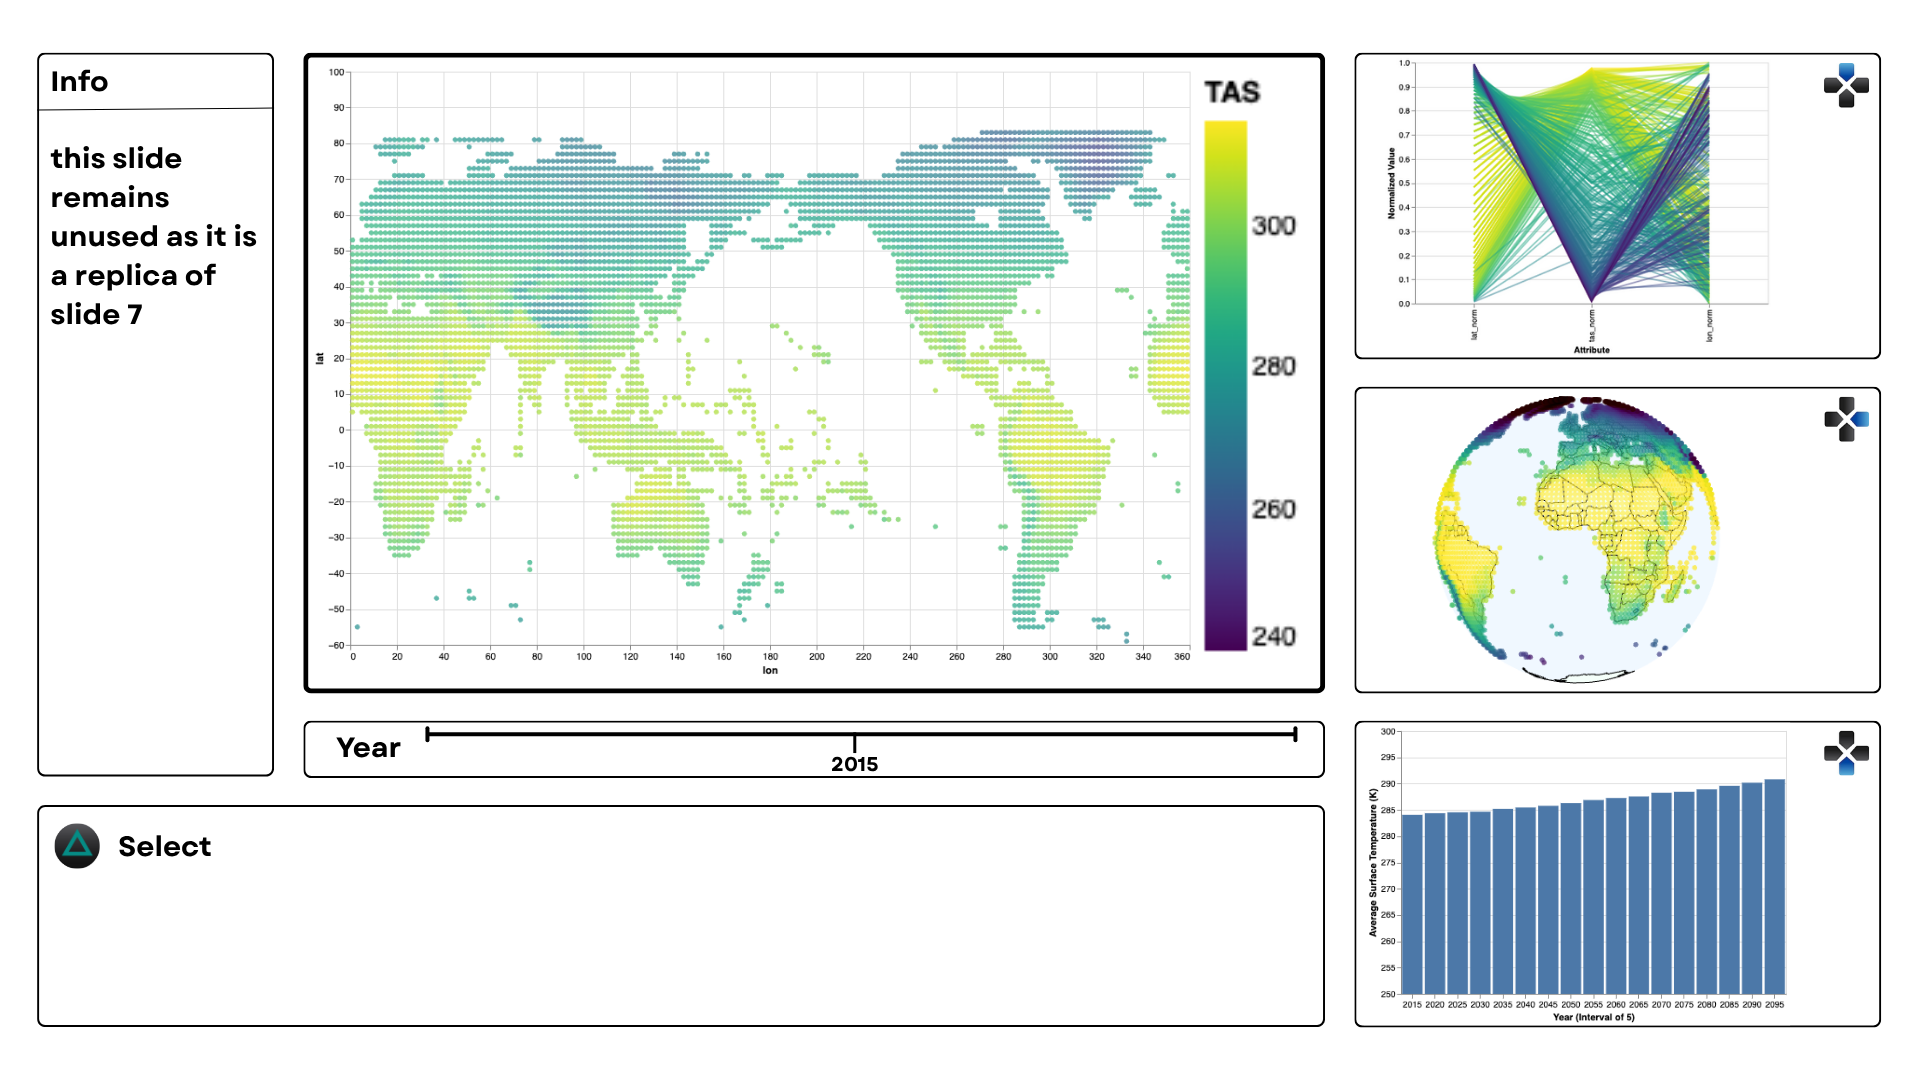 Info
this slide
remains
unused as it is
a replica of
slide 7
100
90
80
70
60
50
40
30
20
10
0
−10
−20
−30
−40
−50
−60
lat
0 20 40 60 80 100 120 140 160 180 200 220 240 260 280 300 320 340 360
lon
TAS
300
280
260
240
Year
2015
Select
1.0
0.9
0.8
0.7
0.6
0.5
0.4
0.3
0.2
0.1
0.0
Normalized Value
lat_norm
tas_norm
lon_norm
Attribute
300
295
290
285
280
275
270
265
260
255
250
Average Surface Temperature (K)
2015 2020 2025 2030 2035 2040 2045 2050 2055 2060 2065 2070 2075 2080 2085 2090 2095
Year (Interval of 5)